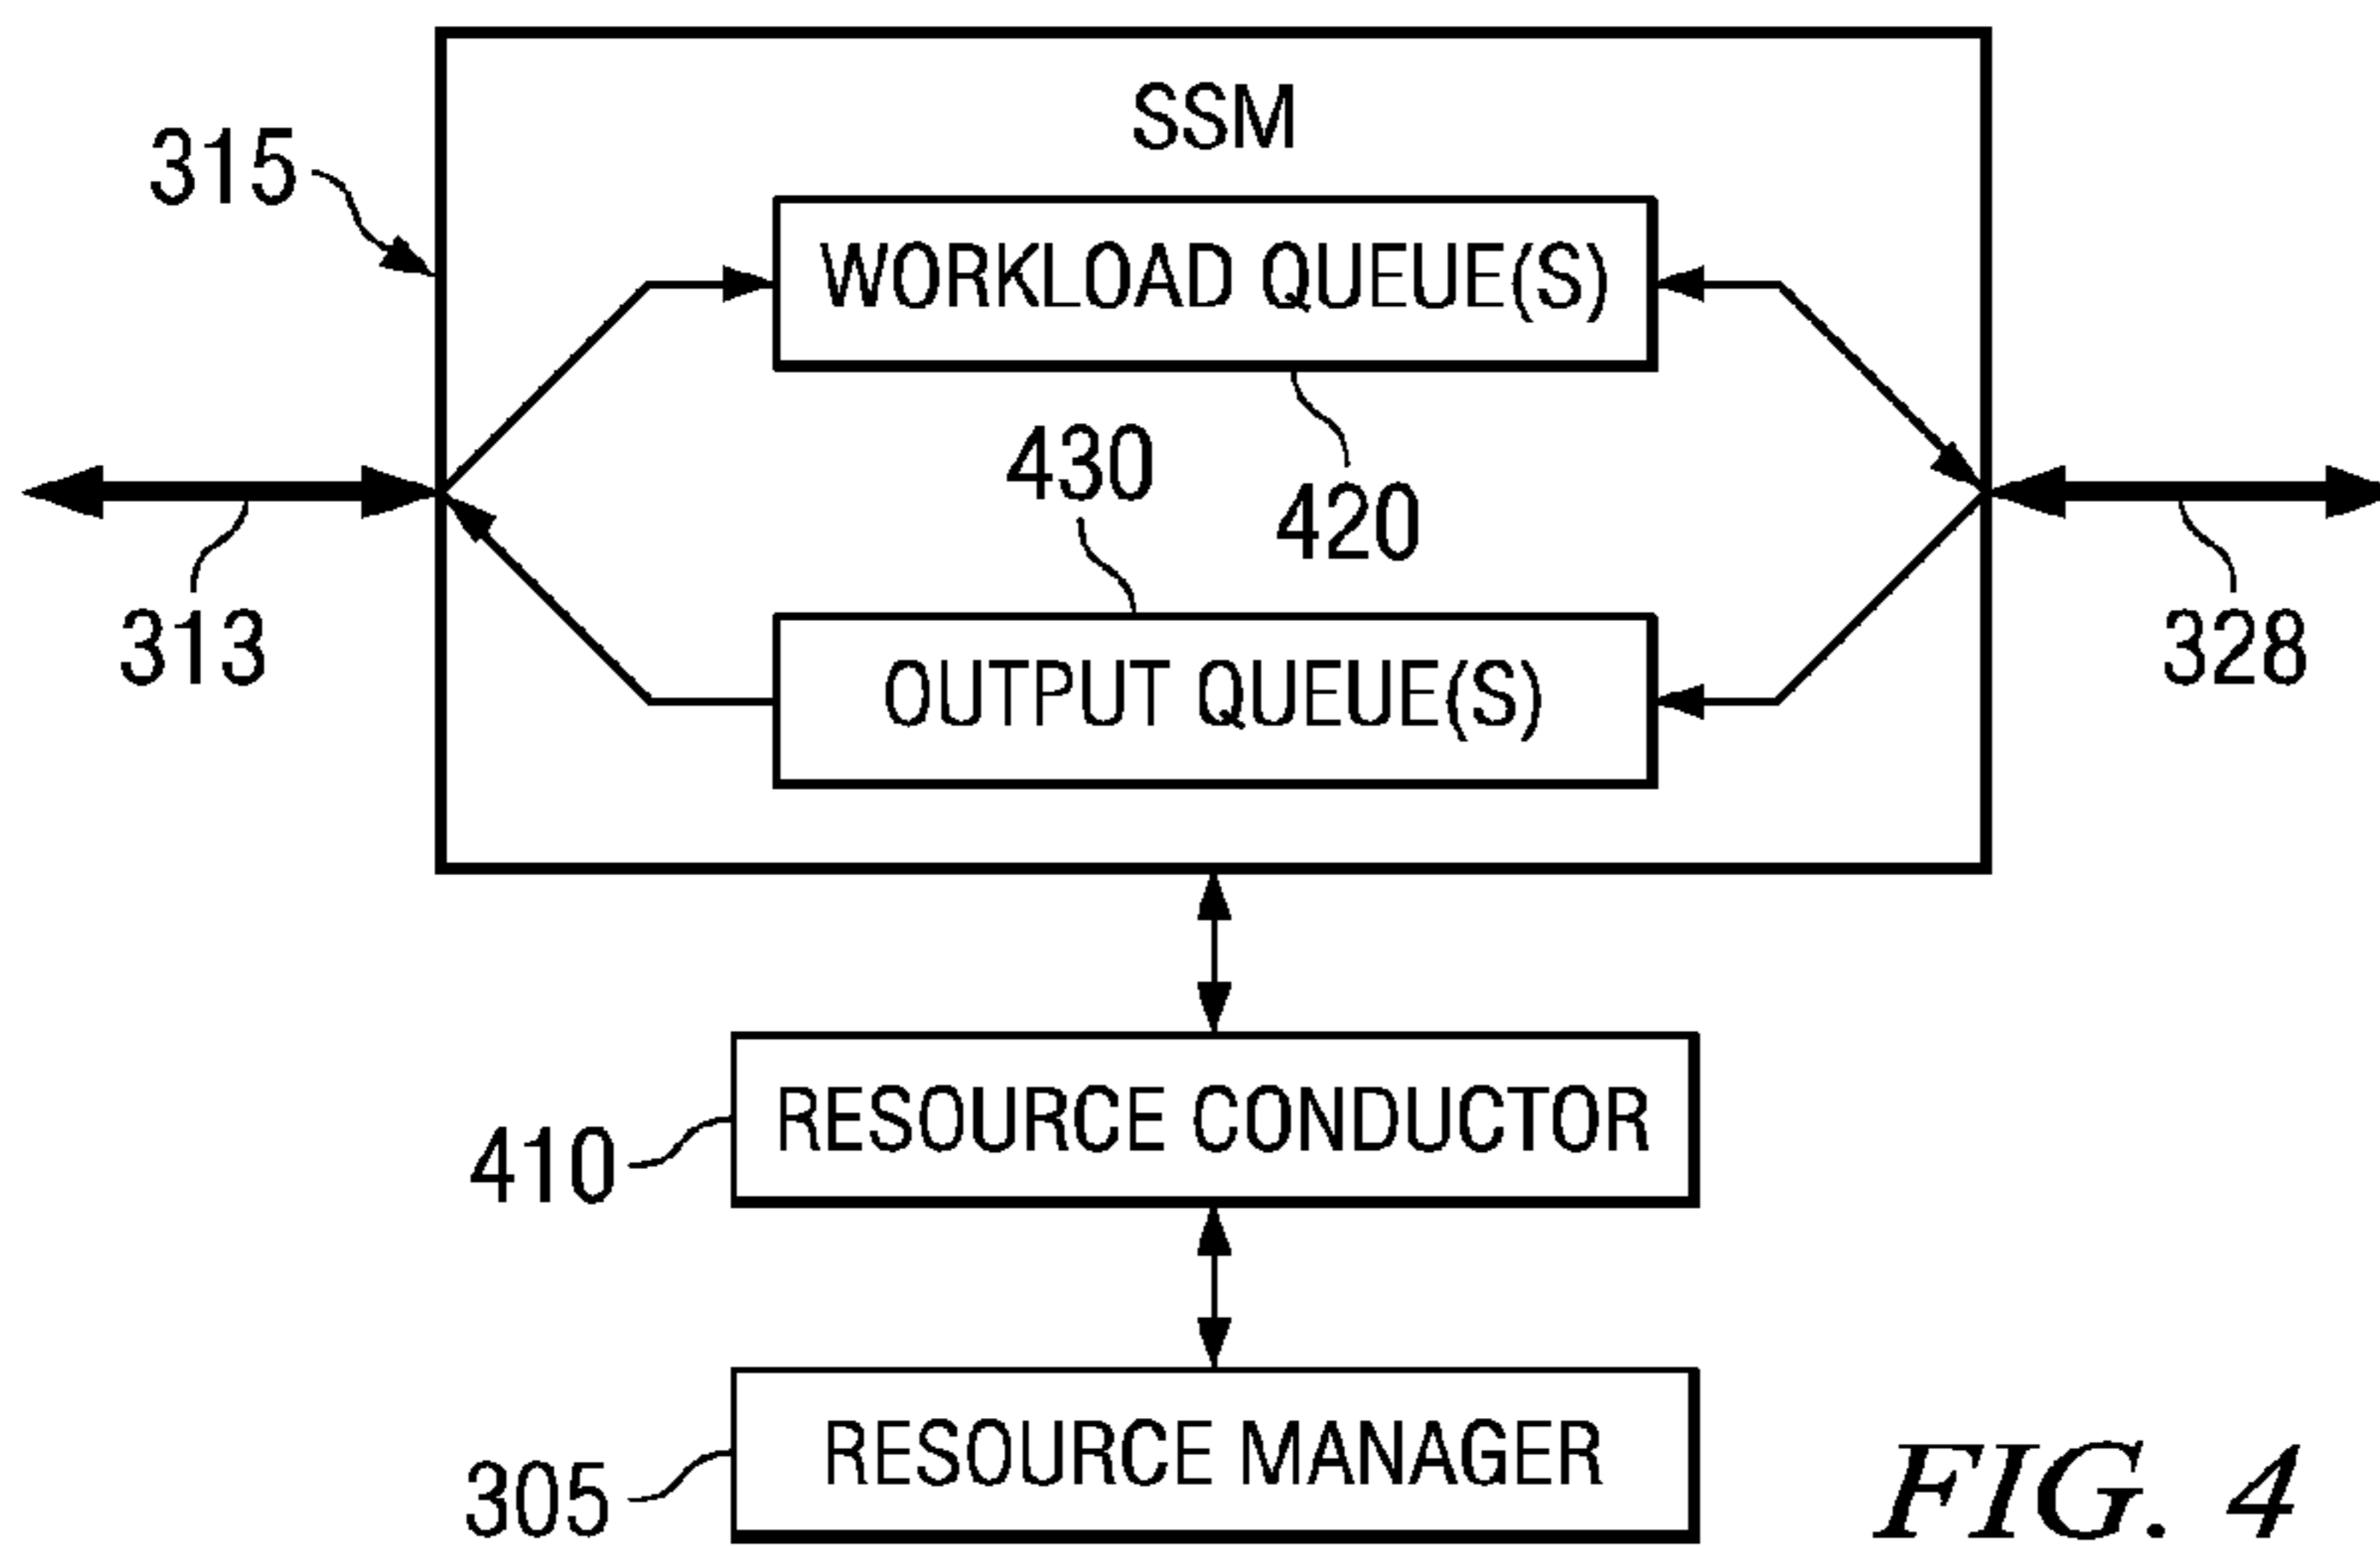 SSM
315
WORKLOAD QUEUE(S)
430
420
313
328
OUTPUT QUEUE(S)
RESOURCE CONDUCTOR
410
RESOURCE MANAGER
305
FIG. 4